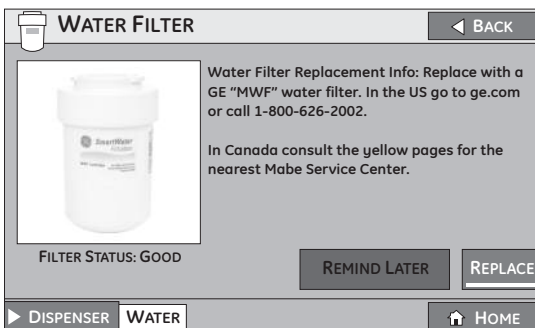 WATER FILTER
BACK
Water Filter Replacement Info: Replace with a
GE "MWF" water filter. In the US go to ge.com
or call 1-800-626-2002.
In Canada consult the yellow pages for the
nearest Mabe Service Center.
SmartWater
FILTER STATUS: GOOD
REMIND LATER
REPLACE
DISPENSER
WATER
HOME